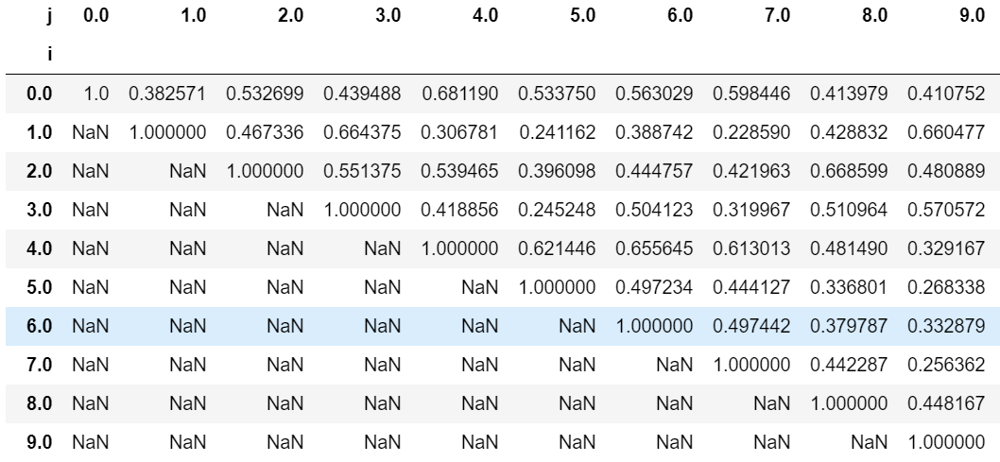 j 0.0 1.0 2.0 3.0 4.0 5.0 6.0 7.0 8.0 9.0
i
0.0 1.0 0.382571 0.532699 0.439488 0.681190 0.533750 0.563029 0.598446 0.413979 0.410752
1.0 NaN 1.000000 0.467336 0.664375 0.306781 0.241162 0.388742 0.228590 0.428832 0.660477
2.0 NaN NaN 1.000000 0.551375 0.539465 0.396098 0.444757 0.421963 0.668599 0.480889
3.0 NaN NaN NaN 1.000000 0.418856 0.245248 0.504123 0.319967 0.510964 0.570572
4.0 NaN NaN NaN NaN 1.000000 0.621446 0.655645 0.613013 0.481490 0.329167
5.0 NaN NaN NaN NaN NaN 1.000000 0.497234 0.444127 0.336801 0.268338
6.0 NaN NaN NaN NaN NaN NaN 1.000000 0.497442 0.379787 0.332879
7.0 NaN NaN NaN NaN NaN NaN NaN 1.000000 0.442287 0.256362
8.0 NaN NaN NaN NaN NaN NaN NaN NaN 1.000000 0.448167
9.0 NaN NaN NaN NaN NaN NaN NaN NaN NaN 1.000000